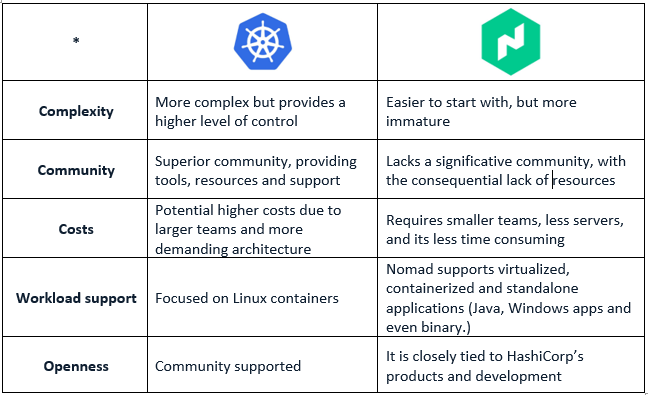 *
Complexity
More complex but provides a
higher level of control
Easier to start with, but more
immature
Community
Superior community, providing
tools, resources and support
Lacks a significative community, with
the consequential lack of resources
Costs
Potential higher costs due to
larger teams and more
demanding architecture
Requires smaller teams, less servers,
and its less time consuming
Workload support
Focused on Linux containers
Nomad supports virtualized,
containerized and standalone
applications (Java, Windows apps and
even binary.)
Openness
Community supported
It is closely tied to HashiCorp’s
products and development